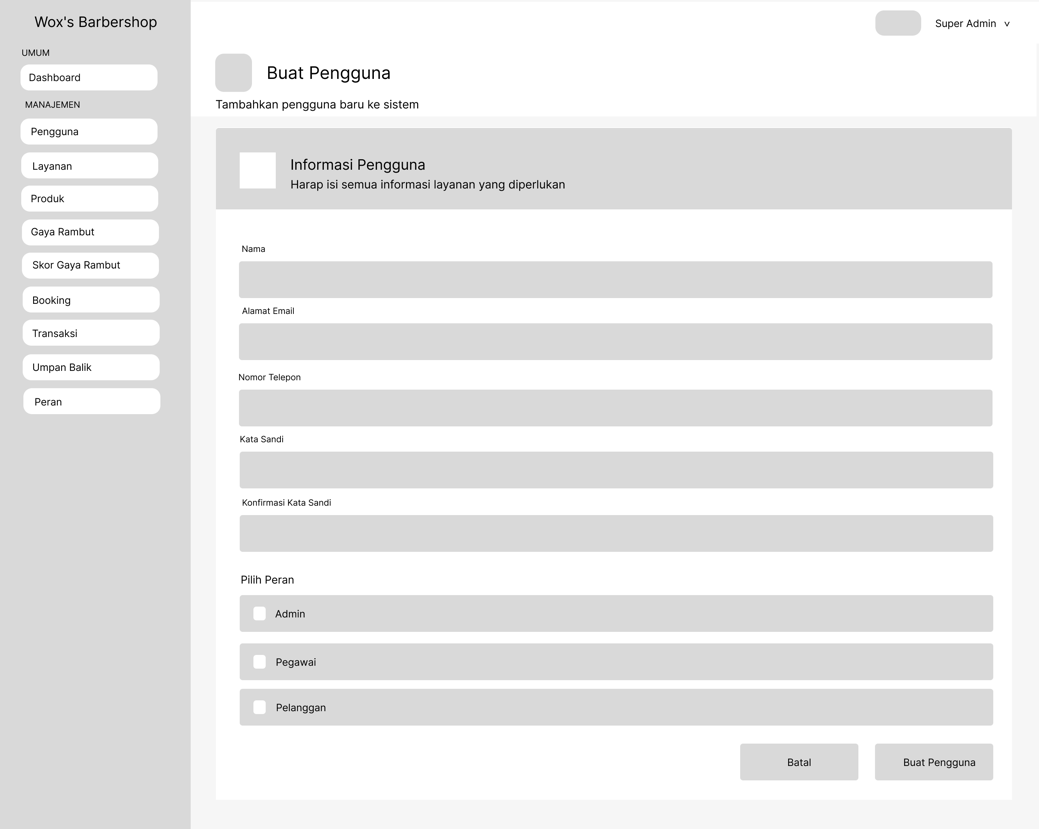 Wox's Barbershop
UMUM
Dashboard
MANAJEMEN
Pengguna
Layanan
Produk
Gaya Rambut
Skor Gaya Rambut
Booking
Transaksi
Umpan Balik
Peran
Super Admin v
Buat Pengguna
Tambahkan pengguna baru ke sistem
Informasi Pengguna
Harap isi semua informasi layanan yang diperlukan
Nama
Alamat Email
Nomor Telepon
Kata Sandi
Konfirmasi Kata Sandi
Pilih Peran
Admin
Pegawai
Pelanggan
Batal
Buat Pengguna